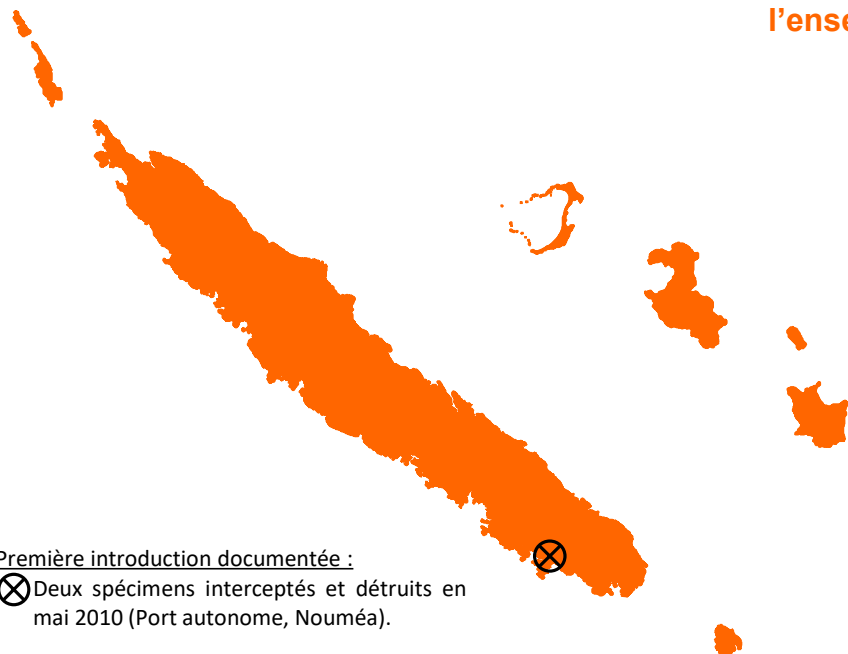 l’ense
Première introduction documentée :
Deux spécimens interceptés et détruits en
mai 2010 (Port autonome, Nouméa).